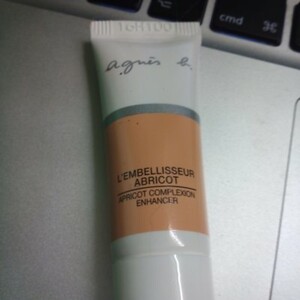 agnès b.
L'EMBELLISSEUR
ABRICOT
APRICOT COMPLEXION
ENHANCER
cmd ⌘